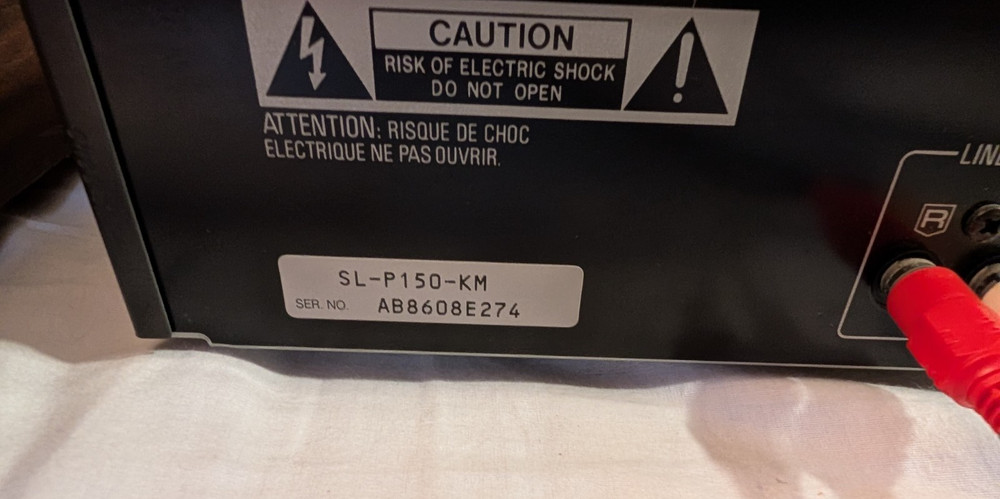 CAUTION
RISK OF ELECTRIC SHOCK
DO NOT OPEN
ATTENTION: RISQUE DE CHOC
ELECTRIQUE NE PAS OUVRIR.
LINE
R
SL-P150-KM
SER. NO. AB8608E274